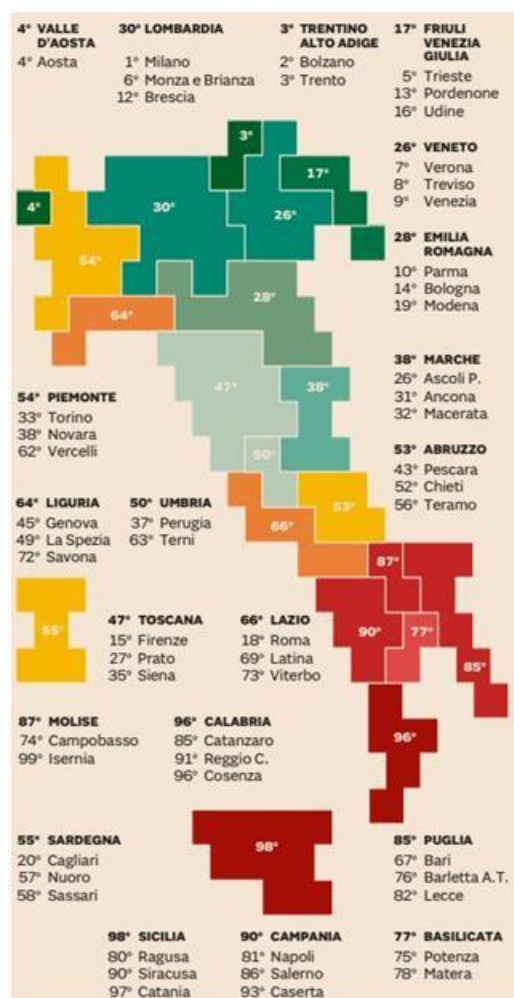 4° VALLE
D'AOSTA
4° Aosta
30° LOMBARDIA
1° Milano
6° Monza e Brianza
12° Brescia
3° TRENTINO
ALTO ADIGE
2° Bolzano
3° Trento
17° FRIULI
VENEZIA
GIULIA
5° Trieste
13° Pordenone
16° Udine
26° VENETO
7° Verona
8° Treviso
9° Venezia
28° EMILIA
ROMAGNA
10° Parma
14° Bologna
19° Modena
3°
17°
4°
30°
26°
54°
28°
64°
47°
38°
50°
53°
66°
87°
90°
77°
85°
55°
96°
98°
38° MARCHE
26° Ascoli P.
31° Ancona
32° Macerata
54° PIEMONTE
33° Torino
38° Novara
62° Vercelli
53° ABRUZZO
43° Pescara
52° Chieti
56° Teramo
64° LIGURIA
45° Genova
49° La Spezia
72° Savona
50° UMBRIA
37° Perugia
63° Terni
47° TOSCANA
15° Firenze
27° Prato
35° Siena
66° LAZIO
18° Roma
69° Latina
73° Viterbo
87° MOLISE
74° Campobasso
99° Isernia
96° CALABRIA
85° Catanzaro
91° Reggio C.
96° Cosenza
55° SARDEGNA
20° Cagliari
57° Nuoro
58° Sassari
85° PUGLIA
67° Bari
76° Barletta A.T.
82° Lecce
98° SICILIA
80° Ragusa
90° Siracusa
97° Catania
90° CAMPANIA
81° Napoli
86° Salerno
93° Caserta
77° BASILICATA
75° Potenza
78° Matera